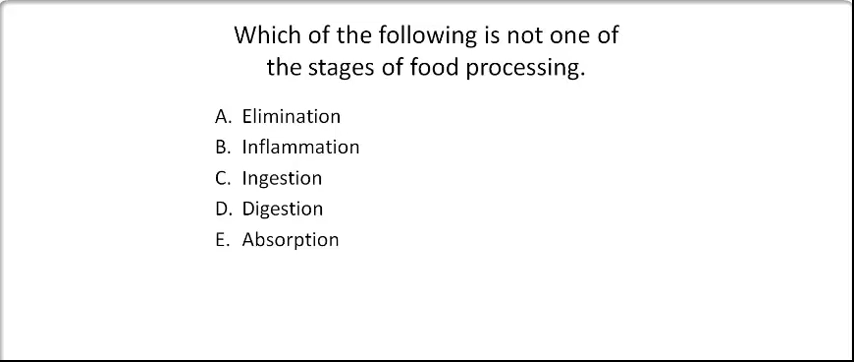 Which of the following is not one of
the stages of food processing.
A. Elimination
B. Inflammation
C. Ingestion
D. Digestion
E. Absorption